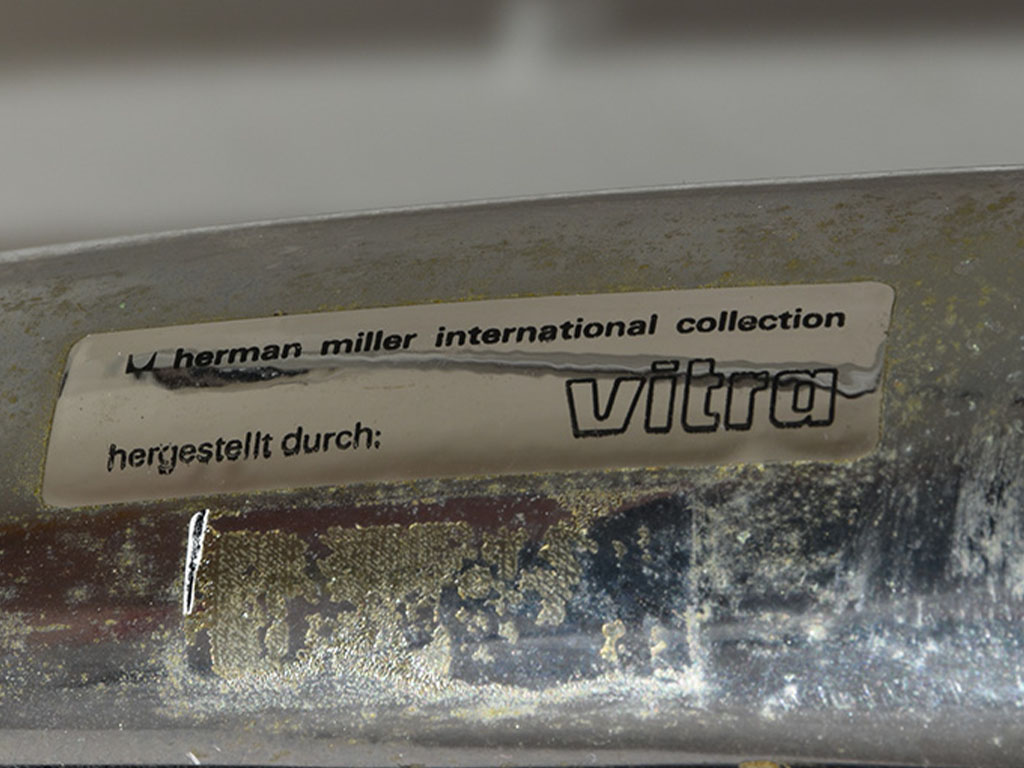 herman miller international collection
vitra
hergestellt durch: